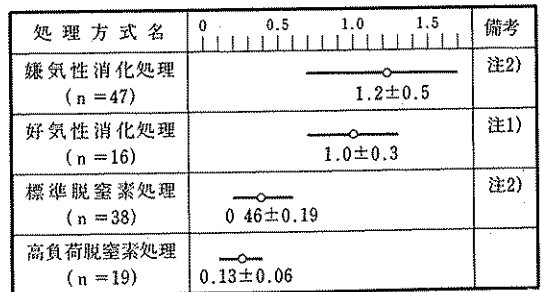 処理方式名 0 0.5 1.0 1.5 備考
嫌気性消化処理 注2)
(n=47) 1.2±0.5
好気性消化処理 注1)
(n=16) 1.0±0.3
標準脱窒素処理 注2)
(n=38) 0 46±0.19
高負荷脱窒素処理
(n=19) 0.13±0.06